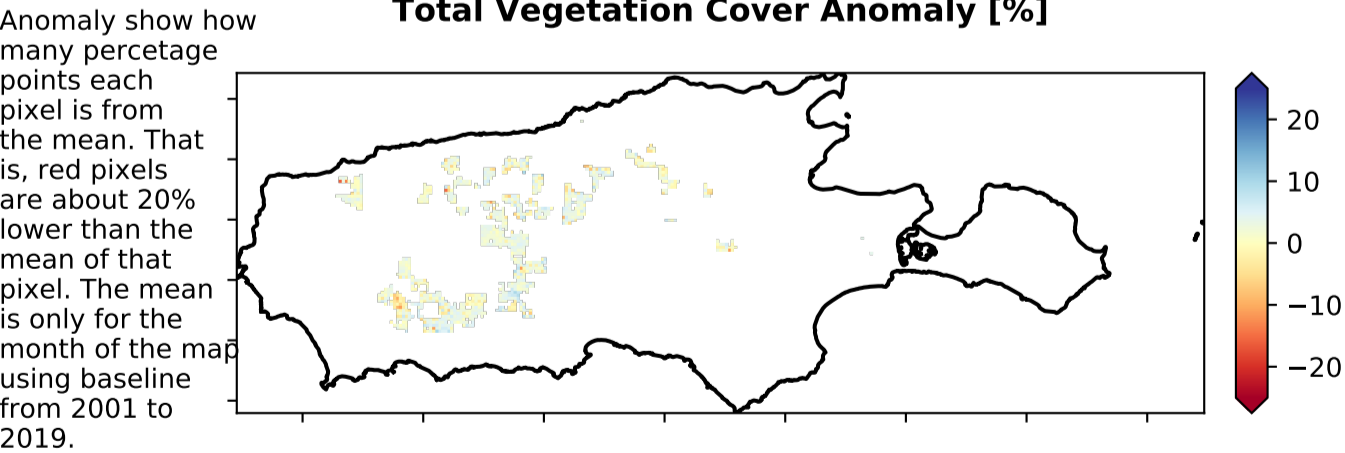 Total Vegetation Cover Anomaly [%]
Anomaly show how
many percetage
points each
pixel is from
the mean. That
is, red pixels
are about 20%
lower than the
mean of that
pixel. The mean
is only for the
month of the map
using baseline
from 2001 to
2019.
20
10
0
−10
−20